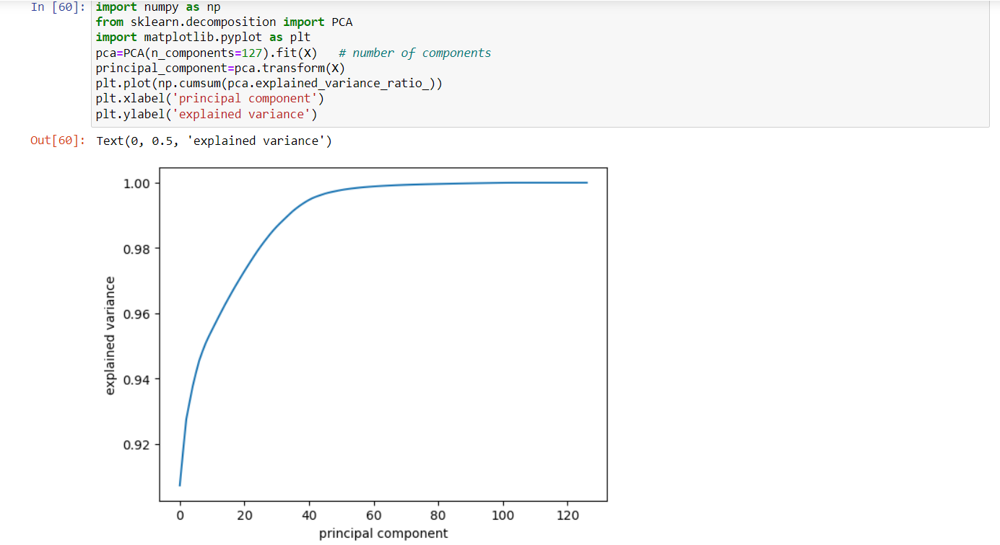 In [60]: import numpy as np
from sklearn.decomposition import PCA
import matplotlib.pyplot as plt
pca=PCA(n_components=127).fit(X)   # number of components
principal_component=pca.transform(X)
plt.plot(np.cumsum(pca.explained_variance_ratio_))
plt.xlabel('principal component')
plt.ylabel('explained variance')
Out[60]: Text(0, 0.5, 'explained variance')
1.00
0.98
0.96
0.94
0.92
explained variance
0 20 40 60 80 100 120
principal component